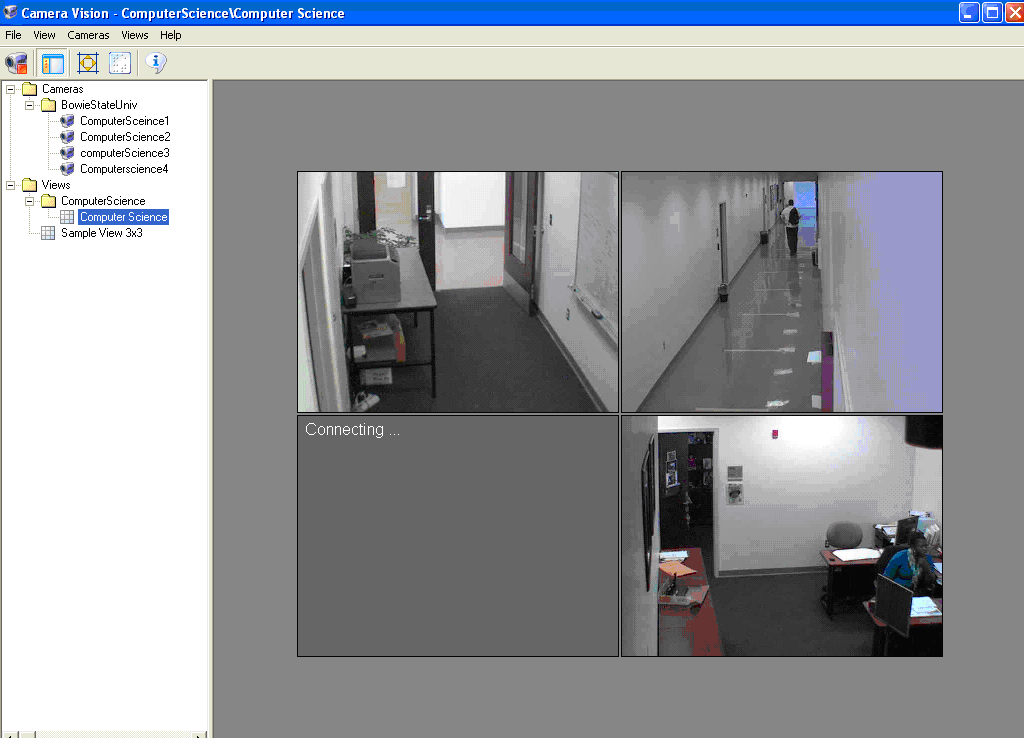 Camera Vision - ComputerScience\Computer Science
File View Cameras Views Help
Cameras
BowieStateUniv
ComputerSceince1
ComputerScience2
computerScience3
Computerscience4
Views
ComputerScience
Computer Science
Sample View 3x3
Connecting ...